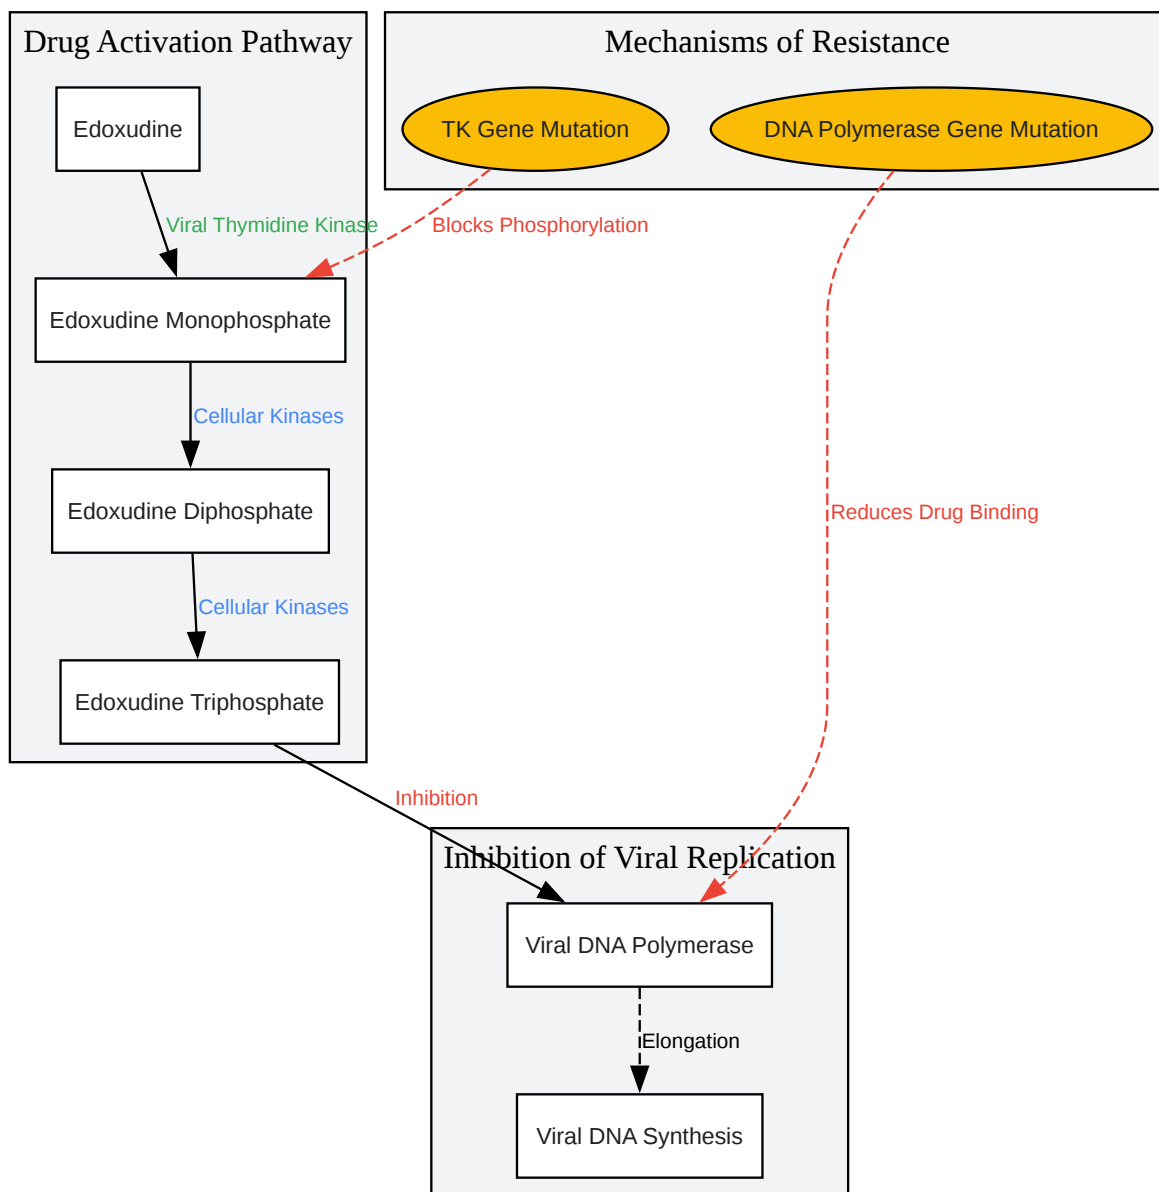 Drug Activation Pathway
Mechanisms of Resistance
Edoxudine
TK Gene Mutation
DNA Polymerase Gene Mutation
Viral Thymidine Kinase
Blocks Phosphorylation
Edoxudine Monophosphate
Cellular Kinases
Edoxudine Diphosphate
Reduces Drug Binding
Cellular Kinases
Edoxudine Triphosphate
Inhibition
Inhibition of Viral Replication
Viral DNA Polymerase
Elongation
Viral DNA Synthesis